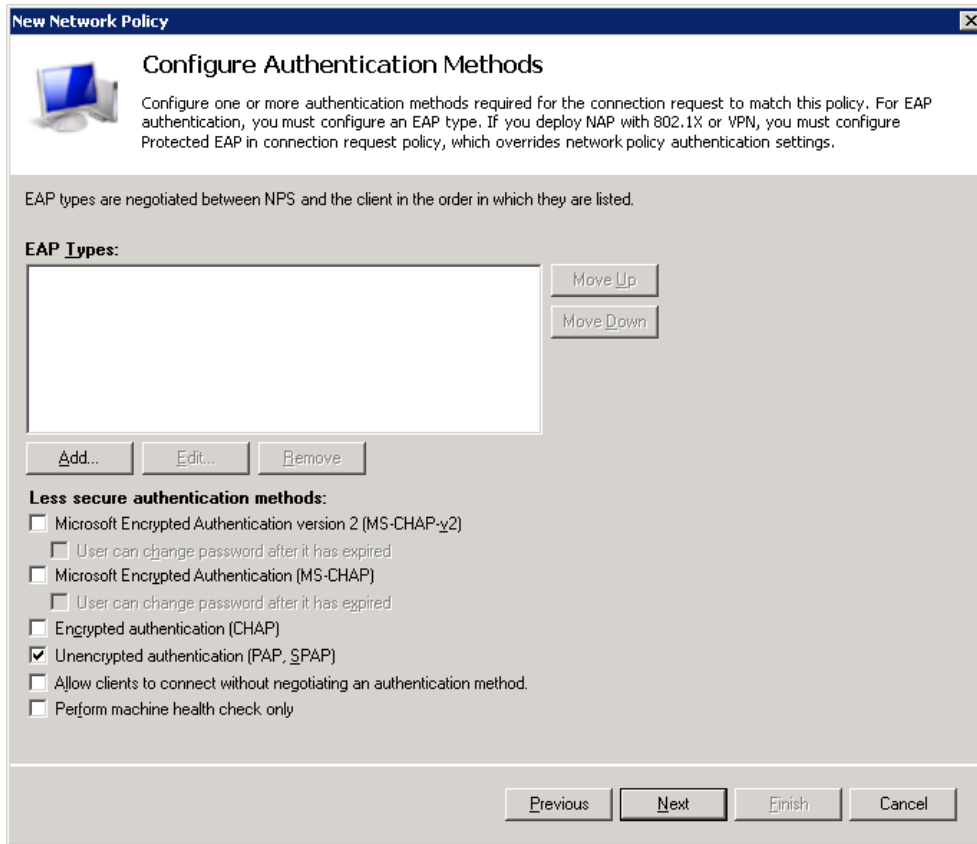 New Network Policy
Configure Authentication Methods
Configure one or more authentication methods required for the connection request to match this policy. For EAP
authentication, you must configure an EAP type. If you deploy NAP with 802.1X or VPN, you must configure
Protected EAP in connection request policy, which overrides network policy authentication settings.
EAP types are negotiated between NPS and the client in the order in which they are listed.
EAP Types:
Move Up
Move Down
Add...
Edit...
Remove
Less secure authentication methods:
Microsoft Encrypted Authentication version 2 (MS-CHAP-v2)
User can change password after it has expired
Microsoft Encrypted Authentication (MS-CHAP)
User can change password after it has expired
Encrypted authentication (CHAP)
Unencrypted authentication (PAP, SPAP)
Allow clients to connect without negotiating an authentication method.
Perform machine health check only
Previous
Next
Finish
Cancel